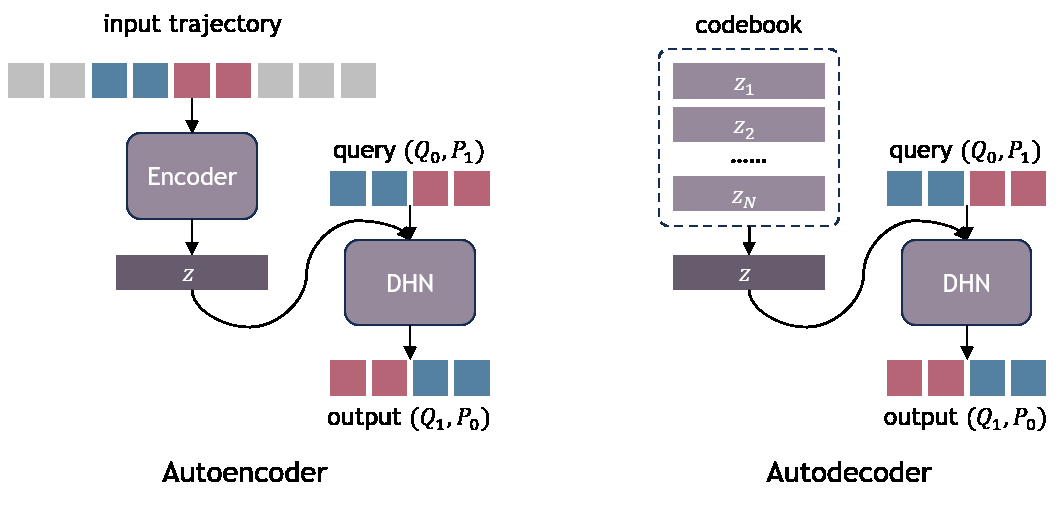 input trajectory
Encoder
z
query (Q₀, P₁)
DHN
output (Q₁, P₀)
Autoencoder
codebook
z₁
z₂
......
z_N
z
query (Q₀, P₁)
DHN
output (Q₁, P₀)
Autodecoder